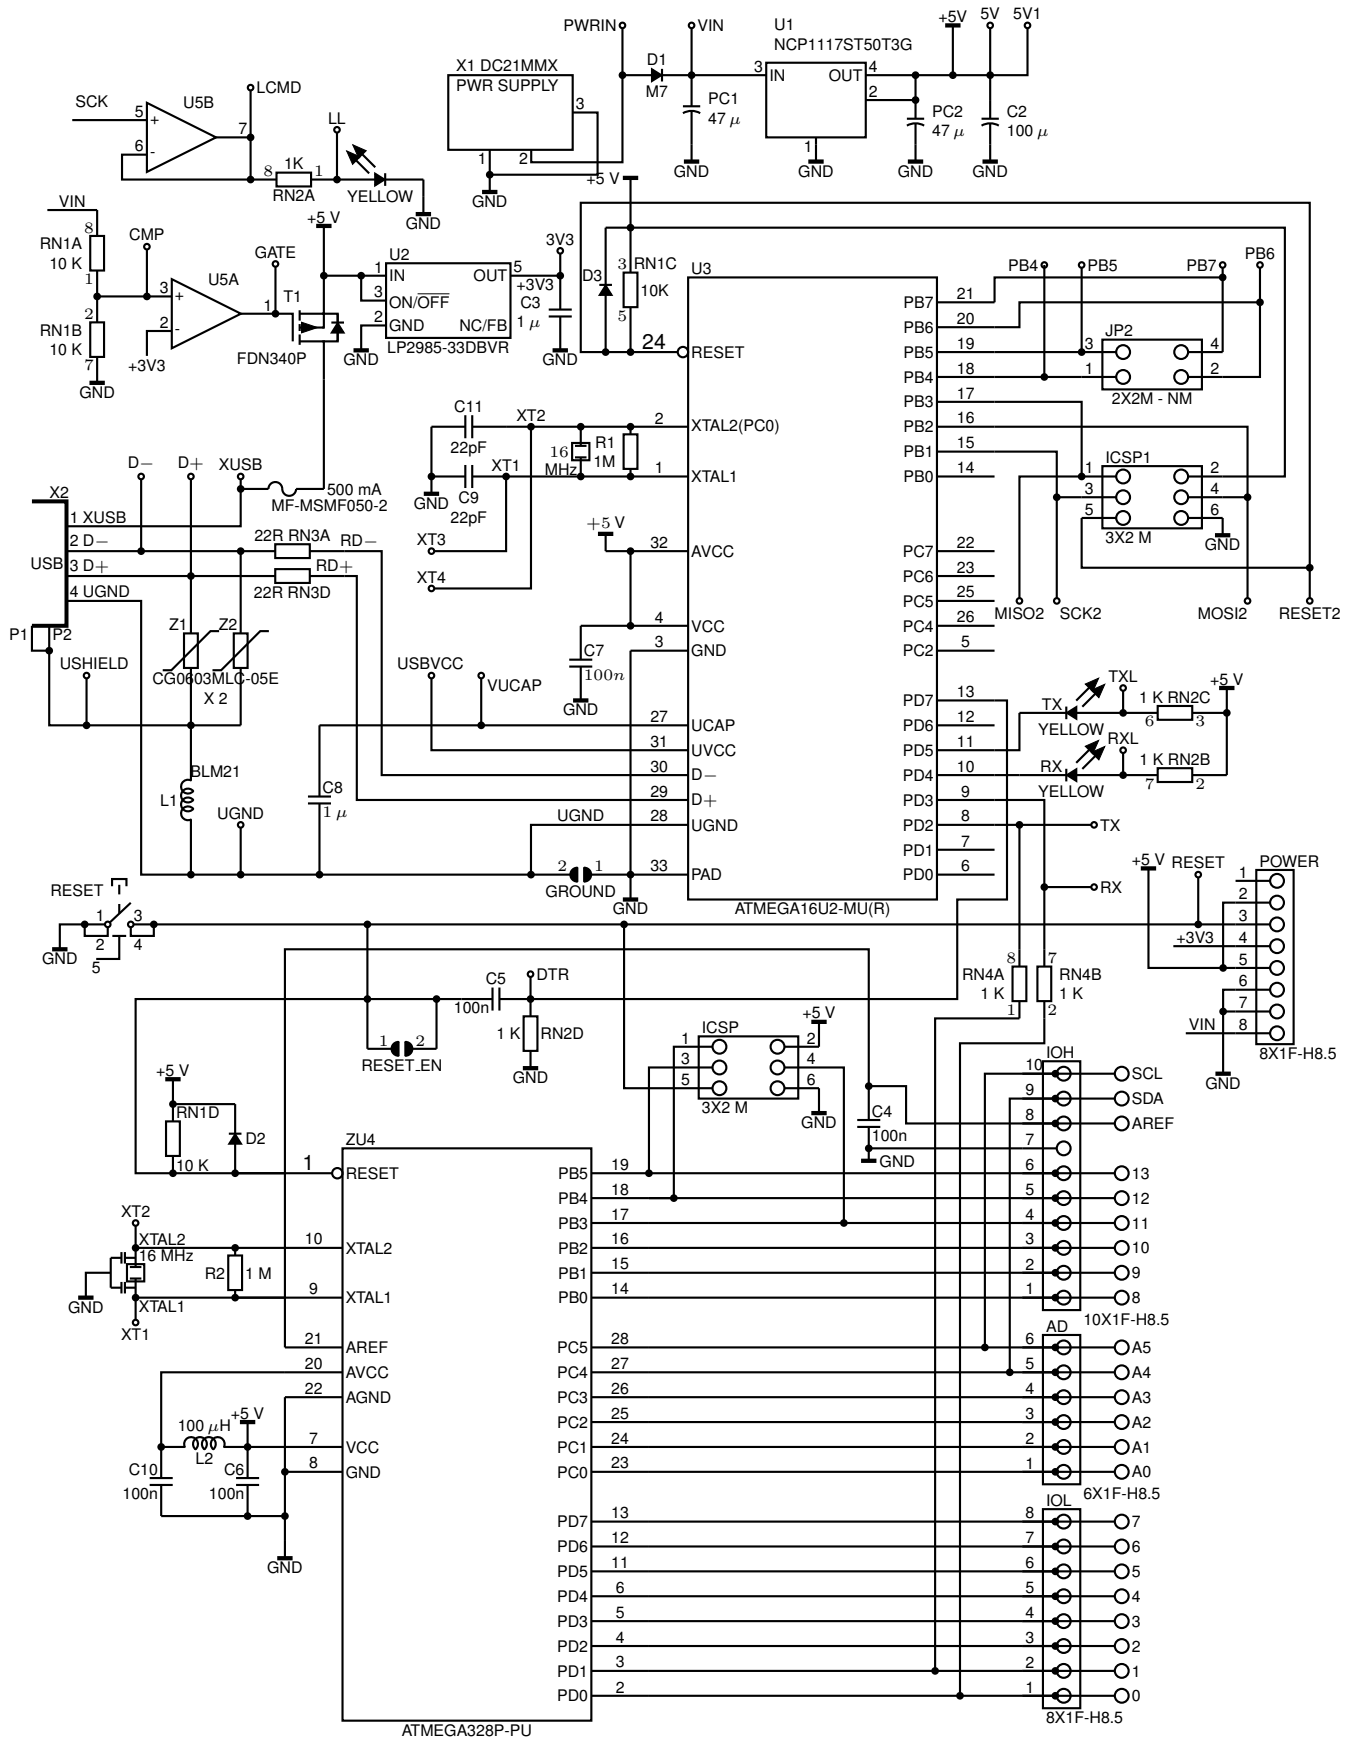 PWRIN
VIN
U1
NCP1117ST50T3G
+5V
5V
5V1
X1 DC21MMX
PWR SUPPLY
3
1
2
GND
D1
M7
PC1
47 µ
GND
3 IN
OUT 4
2
1
GND
PC2
47 µ
GND
C2
100 µ
GND
SCK
5
+
6
-
U5B
7
LCMD
8
1K
1
RN2A
LL
YELLOW
GND
VIN
8
RN1A
10 K
1
2
RN1B
10 K
7
GND
CMP
3
+
2
-
+3V3
U5A
GATE
1
T1
FDN340P
+5 V
U2
1
IN
3
ON/OFF
2
GND
OUT
5
NC/FB
LP2985-33DBVR
GND
3V3
+3V3
C3
1 µ
GND
+5 V
D3
3
RN1C
10K
5
U3
24
RESET
2
XTAL2(PC0)
1
XTAL1
32
AVCC
4
VCC
3
GND
27
UCAP
31
UVCC
30
D−
29
D+
28
UGND
33
PAD
PB7 21
PB6 20
PB5 19
PB4 18
PB3 17
PB2 16
PB1 15
PB0 14
PC7 22
PC6 23
PC5 25
PC4 26
PC2 5
PD7 13
PD6 12
PD5 11
PD4 10
PD3 9
PD2 8
PD1 7
PD0 6
ATMEGA16U2-MU(R)
PB4
PB5
PB7
PB6
JP2
3
4
1
2
2X2M - NM
ICSP1
1
2
3
4
5
6
3X2 M
GND
MISO2
SCK2
MOSI2
RESET2
C11
22pF
C9
22pF
GND
XT2
XT1
16
MHz
R1
1M
XT3
XT4
+5 V
C7
100n
GND
D−
D+
XUSB
500 mA
MF-MSMF050-2
X2
1 XUSB
2 D−
USB
3 D+
4 UGND
P1
P2
22R RN3A
RD−
RD+
22R RN3D
Z1
Z2
CG0603MLC-05E
X 2
USHIELD
USBVCC
VUCAP
BLM21
L1
UGND
C8
1 µ
UGND
2
1
GROUND
GND
TX
YELLOW
TXL
1 K RN2C
6
3
+5 V
RX
YELLOW
RXL
1 K RN2B
7
2
TX
RX
RESET
1
3
2
4
5
GND
+5 V
RESET
POWER
1
2
3
+3V3
4
5
6
7
VIN
8
8X1F-H8.5
GND
C5
100n
DTR
1 K
RN2D
GND
1
2
RESET_EN
8
RN4A
1 K
1
7
RN4B
1 K
2
ICSP
1
2
3
4
5
6
3X2 M
+5 V
GND
C4
100n
GND
+5 V
RN1D
10 K
D2
ZU4
1
RESET
10
XTAL2
9
XTAL1
21
AREF
20
AVCC
22
AGND
7
VCC
8
GND
PB5 19
PB4 18
PB3 17
PB2 16
PB1 15
PB0 14
PC5 28
PC4 27
PC3 26
PC2 25
PC1 24
PC0 23
PD7 13
PD6 12
PD5 11
PD4 6
PD3 5
PD2 4
PD1 3
PD0 2
ATMEGA328P-PU
XT2
XTAL2
16 MHz
XTAL1
XT1
GND
R2
1 M
100 µH
L2
+5 V
C10
100n
C6
100n
GND
IOH
10 SCL
9 SDA
8 AREF
7
6 13
5 12
4 11
3 10
2 9
1 8
10X1F-H8.5
AD
6 A5
5 A4
4 A3
3 A2
2 A1
1 A0
6X1F-H8.5
IOL
8 7
7 6
6 5
5 4
4 3
3 2
2 1
1 0
8X1F-H8.5